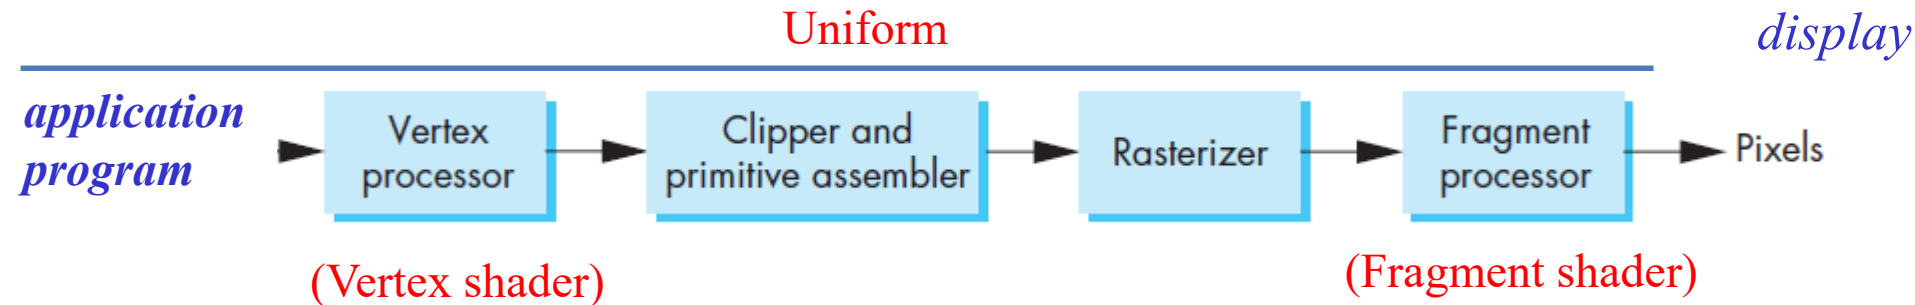 Uniform
display
application
program
Vertex
processor
Clipper and
primitive assembler
Rasterizer
Fragment
processor
Pixels
(Vertex shader)
(Fragment shader)